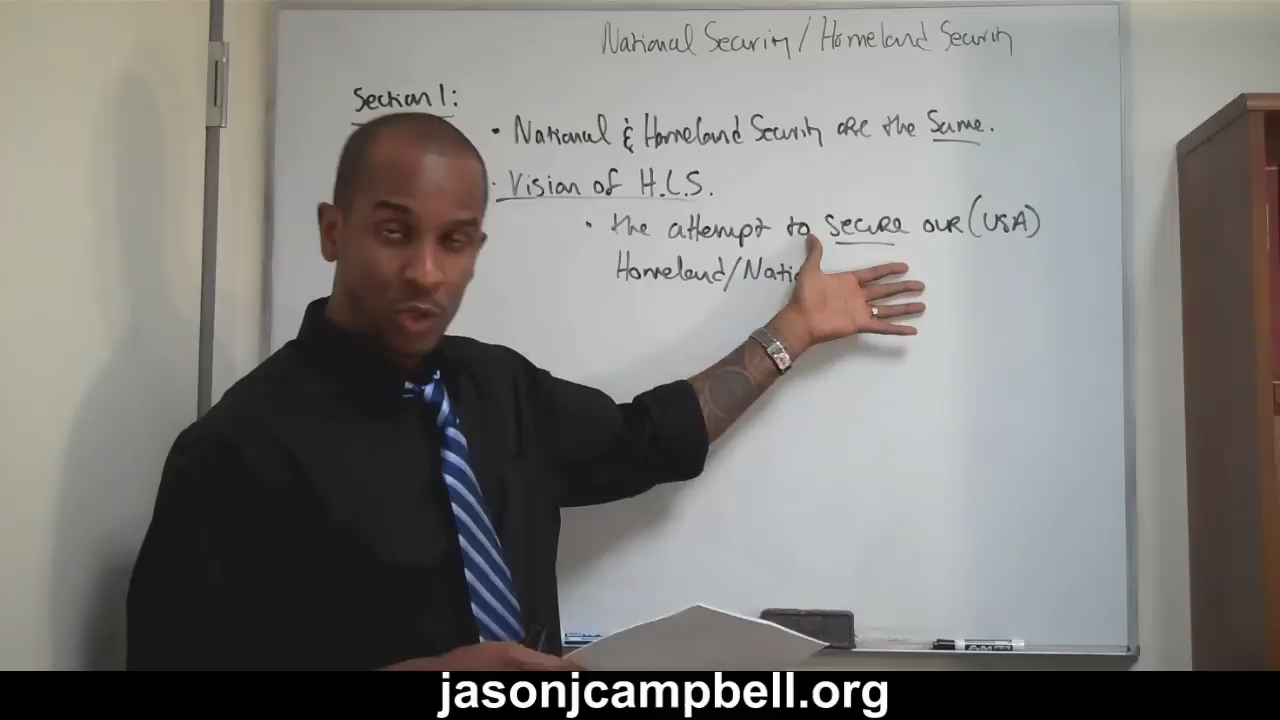 National Security/Homeland Security
Section 1:
• National & Homeland Security are the Same.
• Vision of H.L.S.
• the attempt to secure our (USA)
Homeland/Nati
jasonjcampbell.org